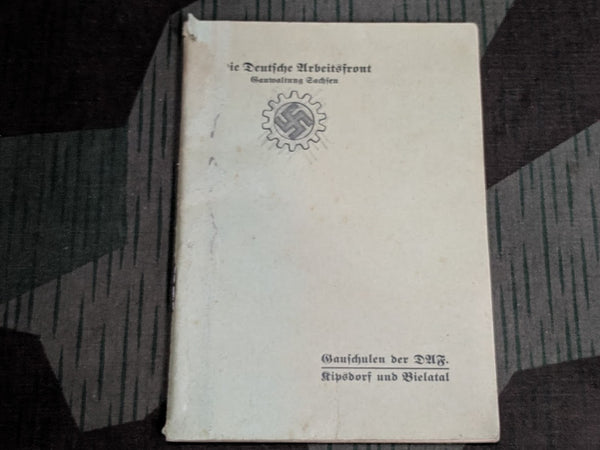 ie Deutsche Arbeitsfront
Gauwaltung Sachsen
Gauschulen der DAF.
Kipsdorf und Bielatal